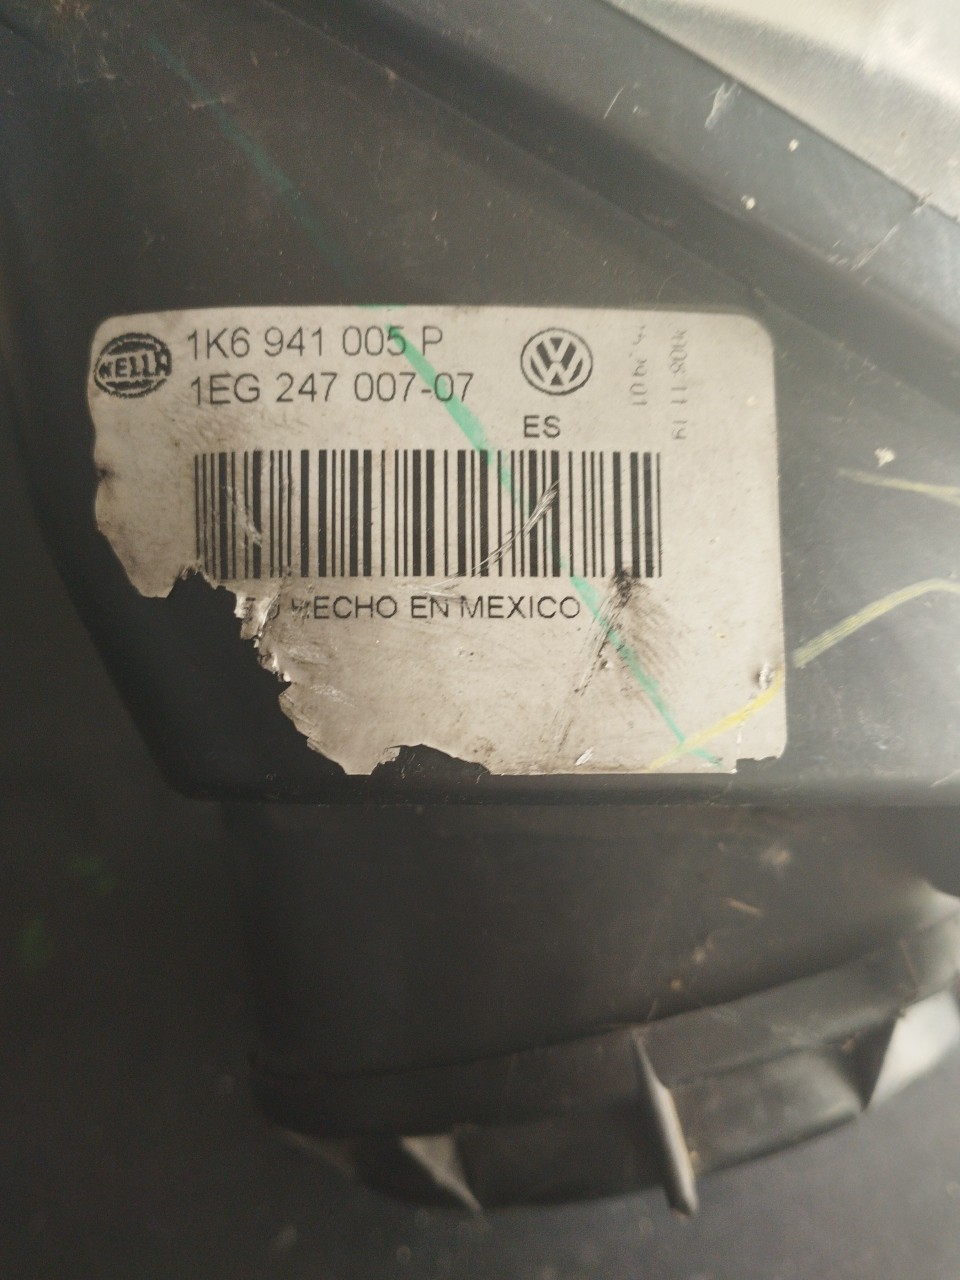 HELLA
1K6 941 005 P
1EG 247 007-07
ES
HECHO EN MEXICO